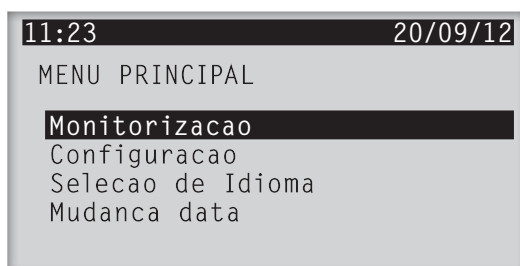 11:23 20/09/12
MENU PRINCIPAL
Monitorizacao
Configuracao
Selecao de Idioma
Mudanca data